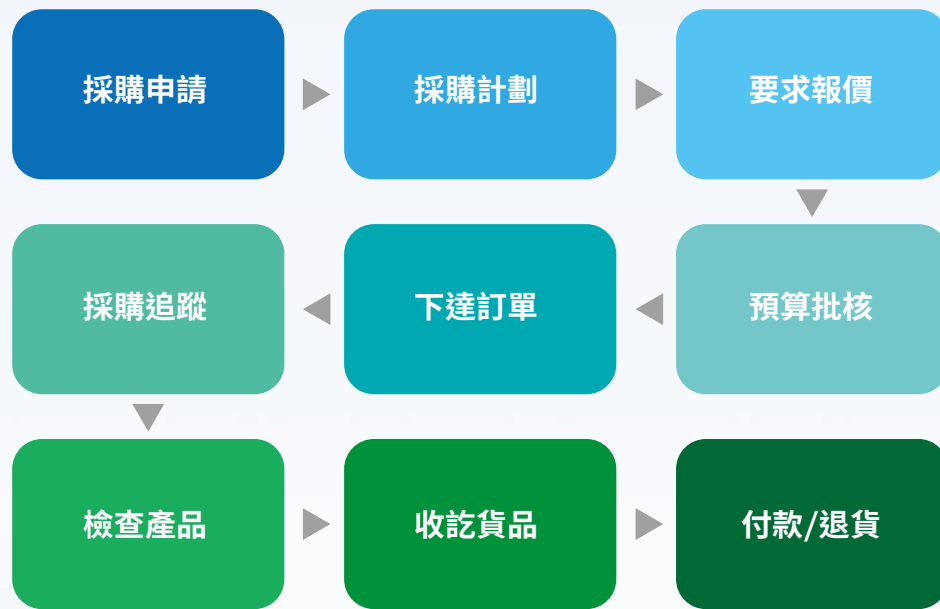 採購申請
採購計劃
要求報價
預算批核
下達訂單
採購追蹤
檢查產品
收訖貨品
付款/退貨